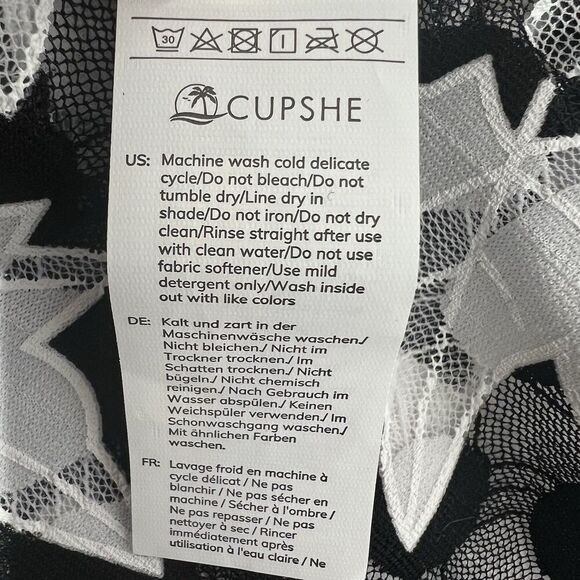 30
CUPSHE
US: Machine wash cold delicate
cycle/Do not bleach/Do not
tumble dry/Line dry in
shade/Do not iron/Do not dry
clean/Rinse straight after use
with clean water/Do not use
fabric softener/Use mild
detergent only/Wash inside
out with like colors
DE: Kalt und zart in der
Maschinenwäsche waschen./
Nicht bleichen./ Nicht im
Trockner trocknen./ Im
Schatten trocknen./ Nicht
bügeln./ Nicht chemisch
reinigen./ Nach Gebrauch im
Wasser abspülen./ Keinen
Weichspüler verwenden./ Im
Schonwaschgang waschen./
Mit ähnlichen Farben
waschen.
FR: Lavage froid en machine à
cycle délicat / Ne pas
blanchir / Ne pas sécher en
machine / Sécher à l'ombre /
Ne pas repasser / Ne pas
nettoyer à sec / Rincer
immédiatement après
utilisation à l'eau claire / Ne